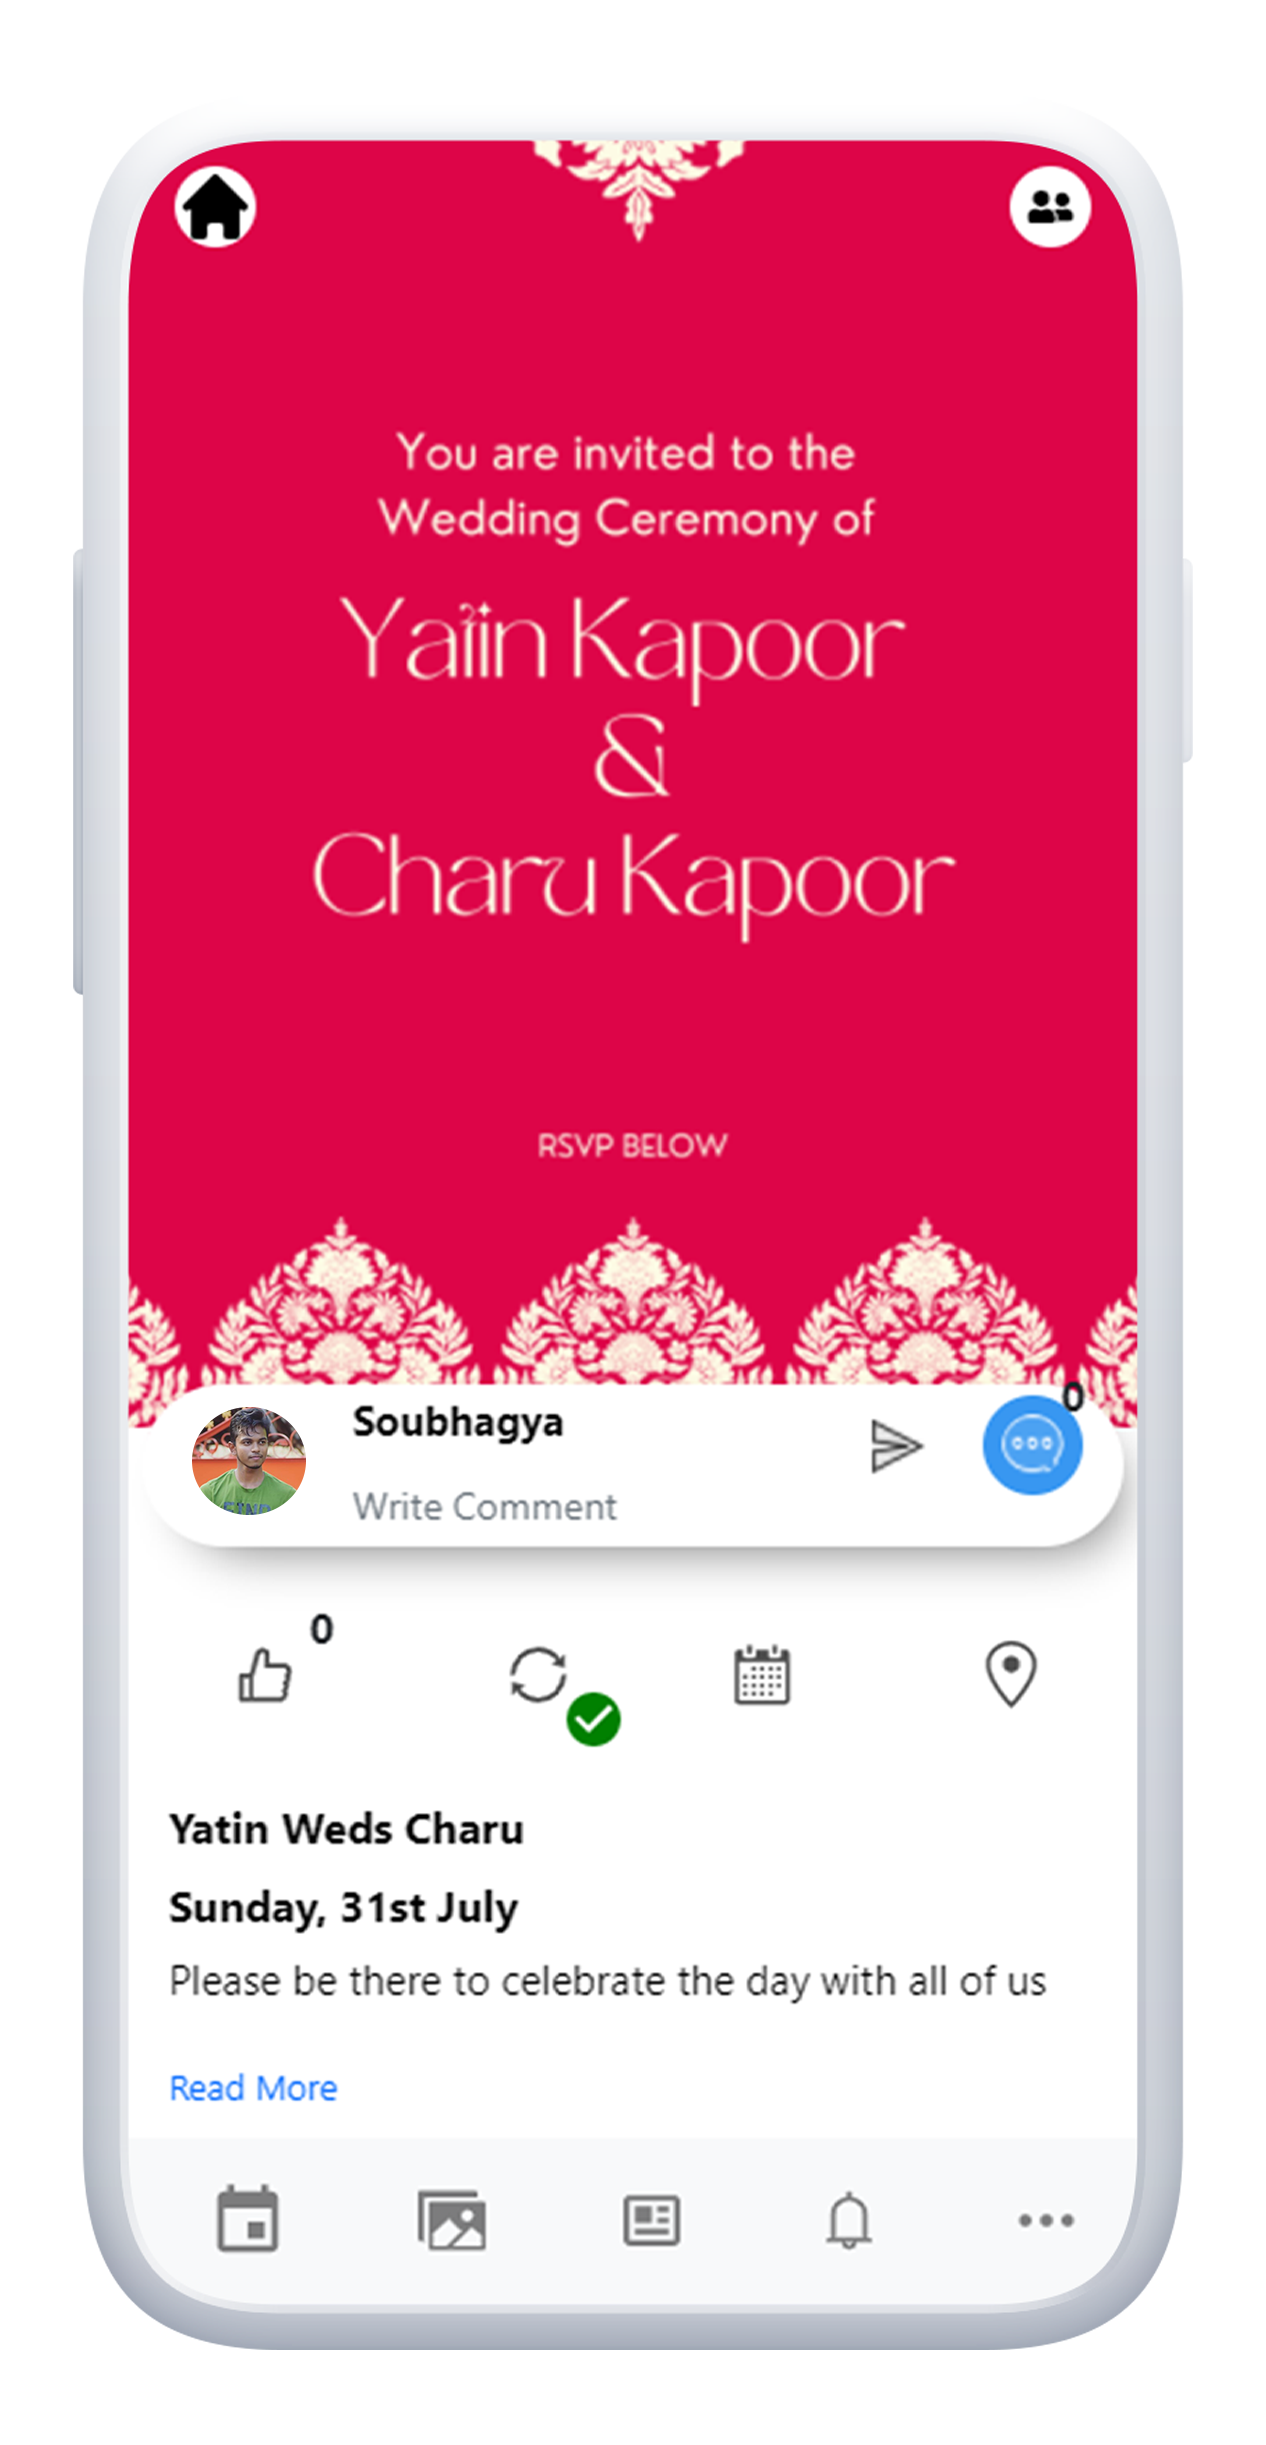 You are invited to the
Wedding Ceremony of
Yatin Kapoor
&
Charu Kapoor
RSVP BELOW
0
Soubhagya
Write Comment
0
Yatin Weds Charu
Sunday, 31st July
Please be there to celebrate the day with all of us
Read More